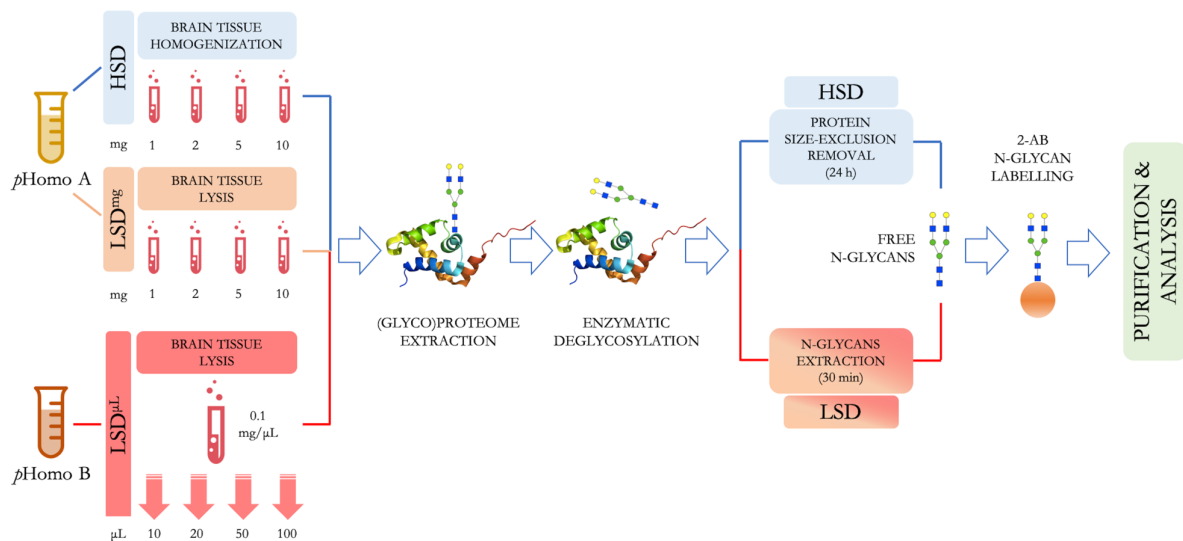 BRAIN TISSUE
HOMOGENIZATION
HSD
mg 1 2 5 10
pHomo A
BRAIN TISSUE
LYSIS
LSDmg
mg 1 2 5 10
BRAIN TISSUE
LYSIS
LSDµL
0.1
mg/µL
pHomo B
µL 10 20 50 100
(GLYCO)PROTEOME
EXTRACTION
ENZYMATIC
DEGLYCOSYLATION
HSD
PROTEIN
SIZE-EXCLUSION
REMOVAL
(24 h)
FREE
N-GLYCANS
N-GLYCANS
EXTRACTION
(30 min)
LSD
2-AB
N-GLYCAN
LABELLING
PURIFICATION &
ANALYSIS